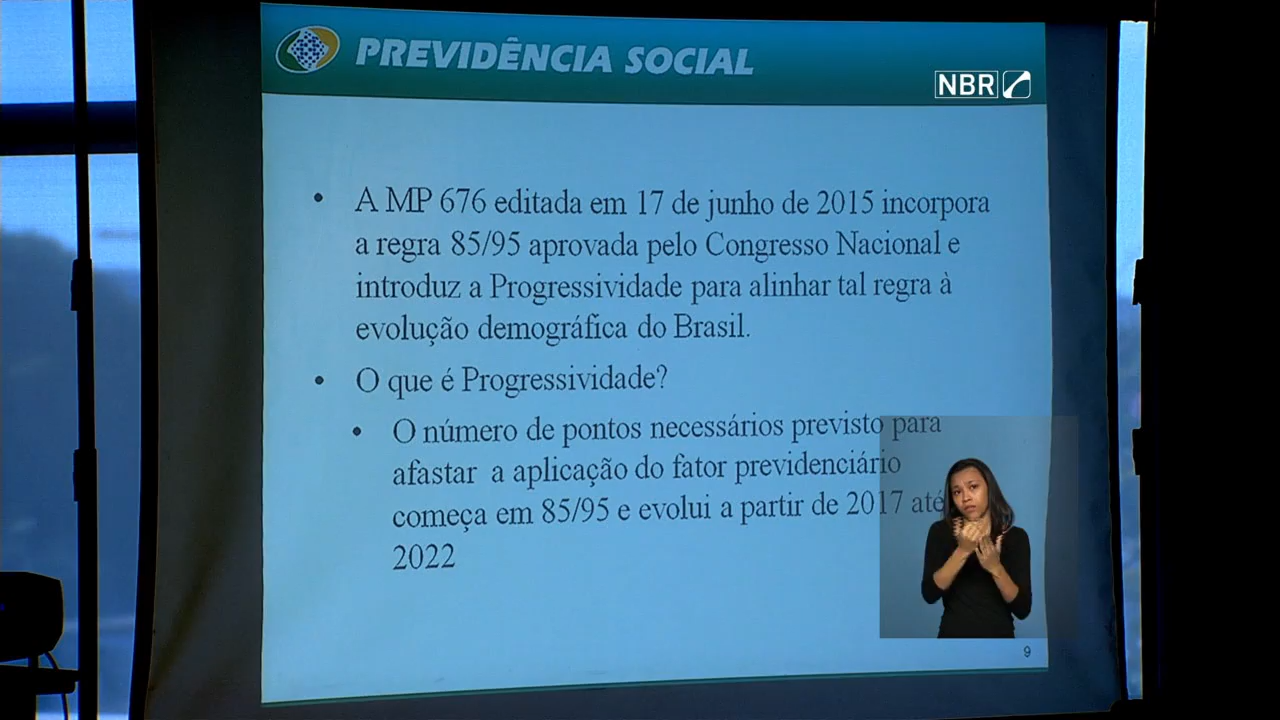 PREVIDÊNCIA SOCIAL
NBR
• A MP 676 editada em 17 de junho de 2015 incorpora
a regra 85/95 aprovada pelo Congresso Nacional e
introduz a Progressividade para alinhar tal regra à
evolução demográfica do Brasil.
• O que é Progressividade?
• O número de pontos necessários previsto para
afastar a aplicação do fator previdenciário
começa em 85/95 e evolui a partir de 2017 até
2022
9